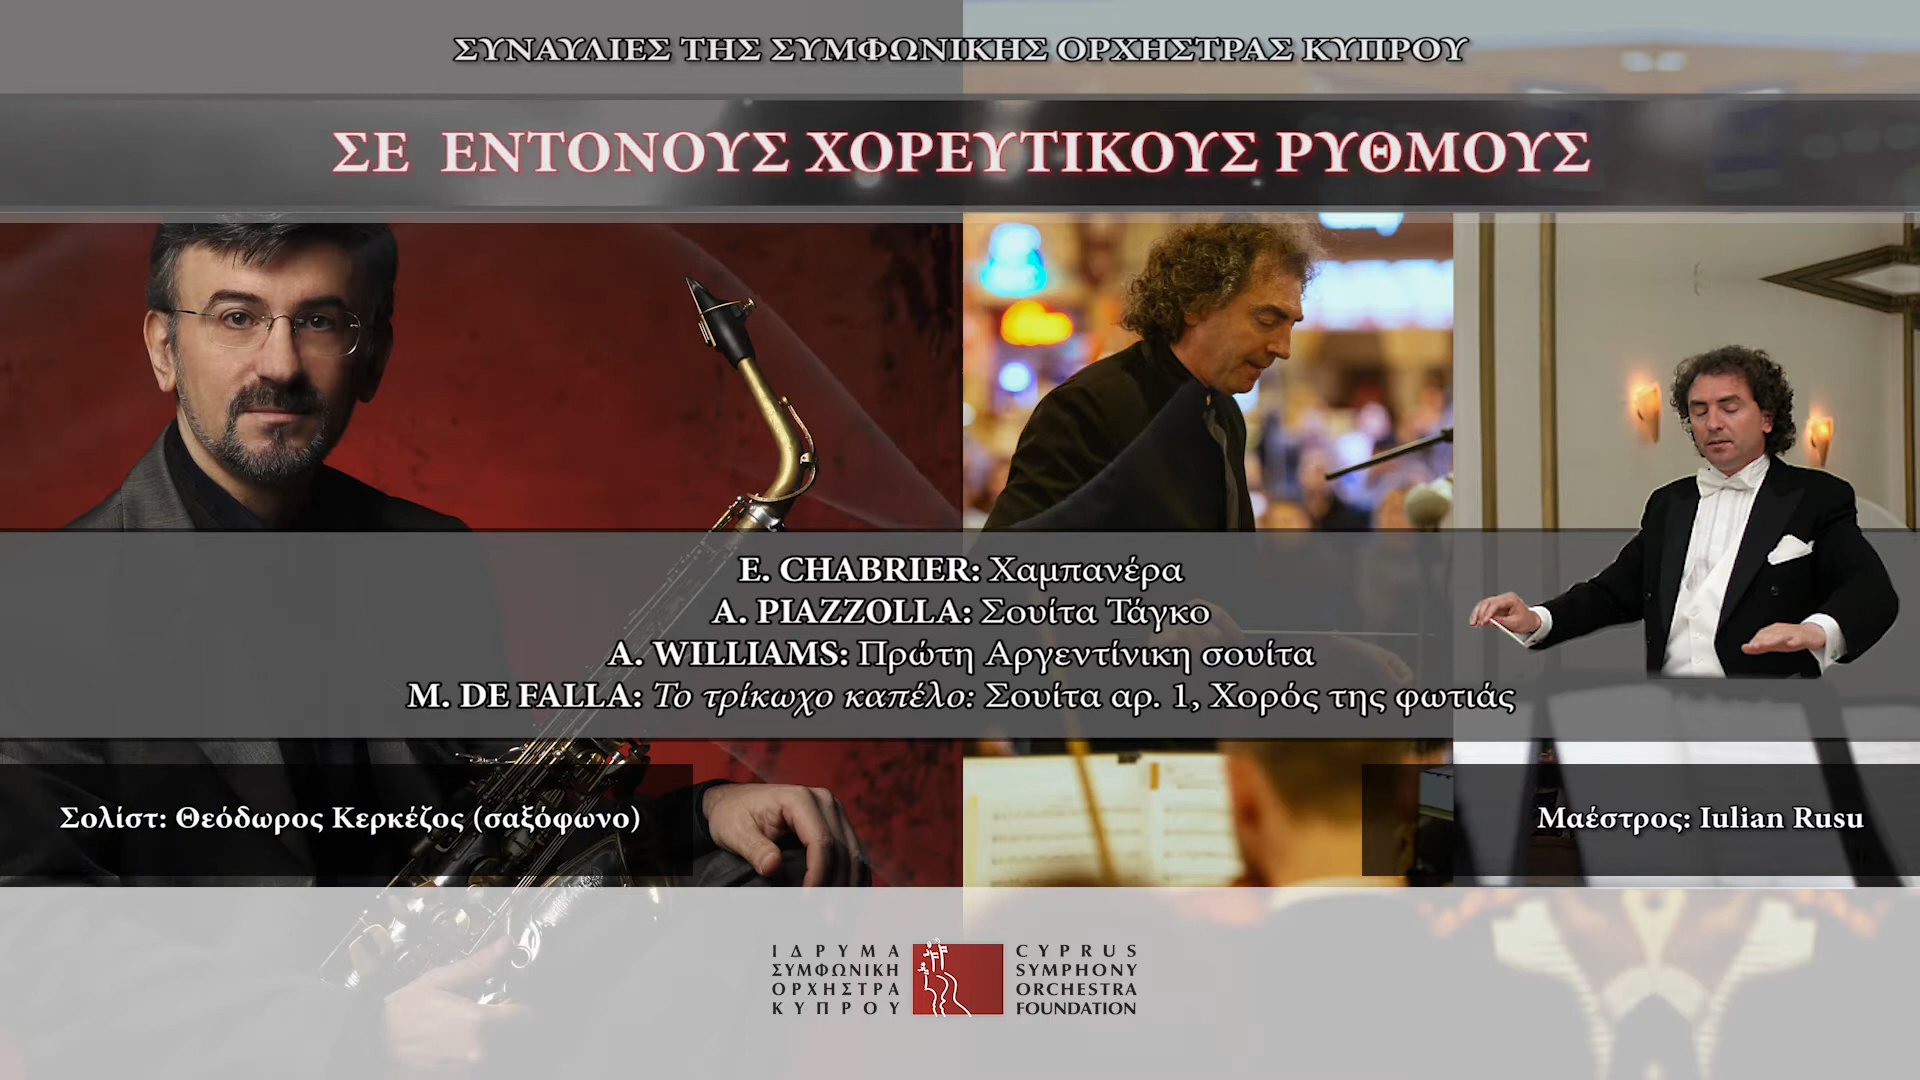 ΣΥΝΑΥΛΙΕΣ ΤΗΣ ΣΥΜΦΩΝΙΚΗΣ ΟΡΧΗΣΤΡΑΣ ΚΥΠΡΟΥ
ΣΕ ΕΝΤΟΝΟΥΣ ΧΟΡΕΥΤΙΚΟΥΣ ΡΥΘΜΟΥΣ
E. CHABRIER: Χαμπανέρα
A. PIAZZOLLA: Σουίτα Τάγκο
A. WILLIAMS: Πρώτη Αργεντίνικη σουίτα
M. DE FALLA: Το τρίκωχο καπέλο: Σουίτα αρ. 1, Χορός της φωτιάς
Σολίστ: Θεόδωρος Κερκέζος (σαξόφωνο)
Μαέστρος: Iulian Rusu
ΙΔΡΥΜΑ
ΣΥΜΦΩΝΙΚΗ
ΟΡΧΗΣΤΡΑ
ΚΥΠΡΟΥ
CYPRUS
SYMPHONY
ORCHESTRA
FOUNDATION